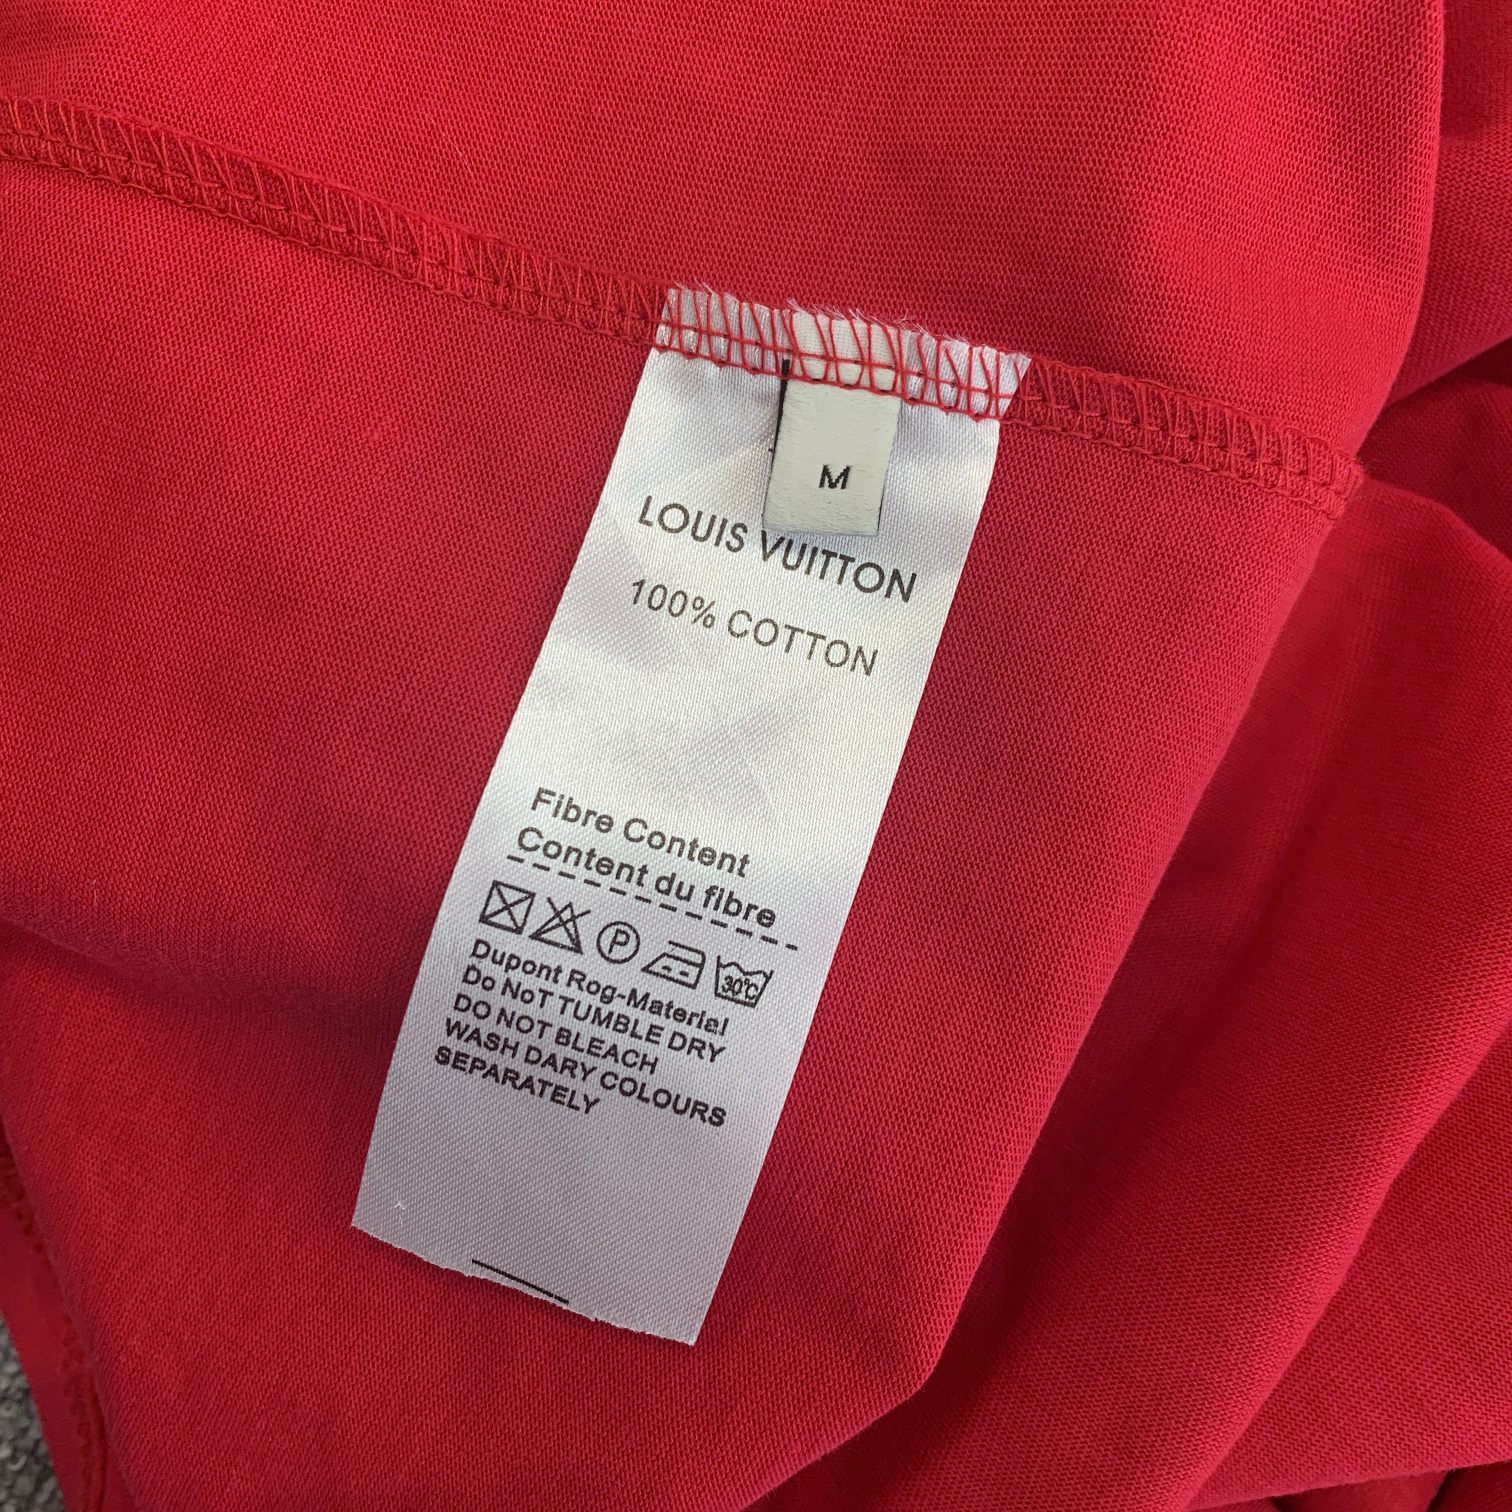 M
LOUIS VUITTON
100% COTTON
Fibre Content
Content du fibre
P
30°C
Dupont Rog-Material
Do NoT TUMBLE DRY
DO NOT BLEACH
WASH DARY COLOURS
SEPARATELY